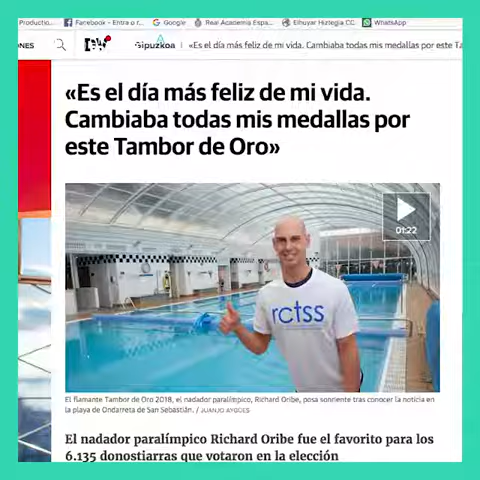 Productio...
Facebook - Entra o r...
Google
Real Academia Espa...
Elhuyar Hiztegia CC.
WhatsApp
NES
DV
Gipuzkoa
«Es el día más feliz de mi vida. Cambiaba todas mis medallas por este Ta
«Es el día más feliz de mi vida.
Cambiaba todas mis medallas por
este Tambor de Oro»
01:22
rctss
El flamante Tambor de Oro 2018, el nadador paralímpico, Richard Oribe, posa sonriente tras conocer la noticia en
la playa de Ondarreta de San Sebastián. / JUANJO AYGÜES
El nadador paralímpico Richard Oribe fue el favorito para los
6.135 donostiarras que votaron en la elección